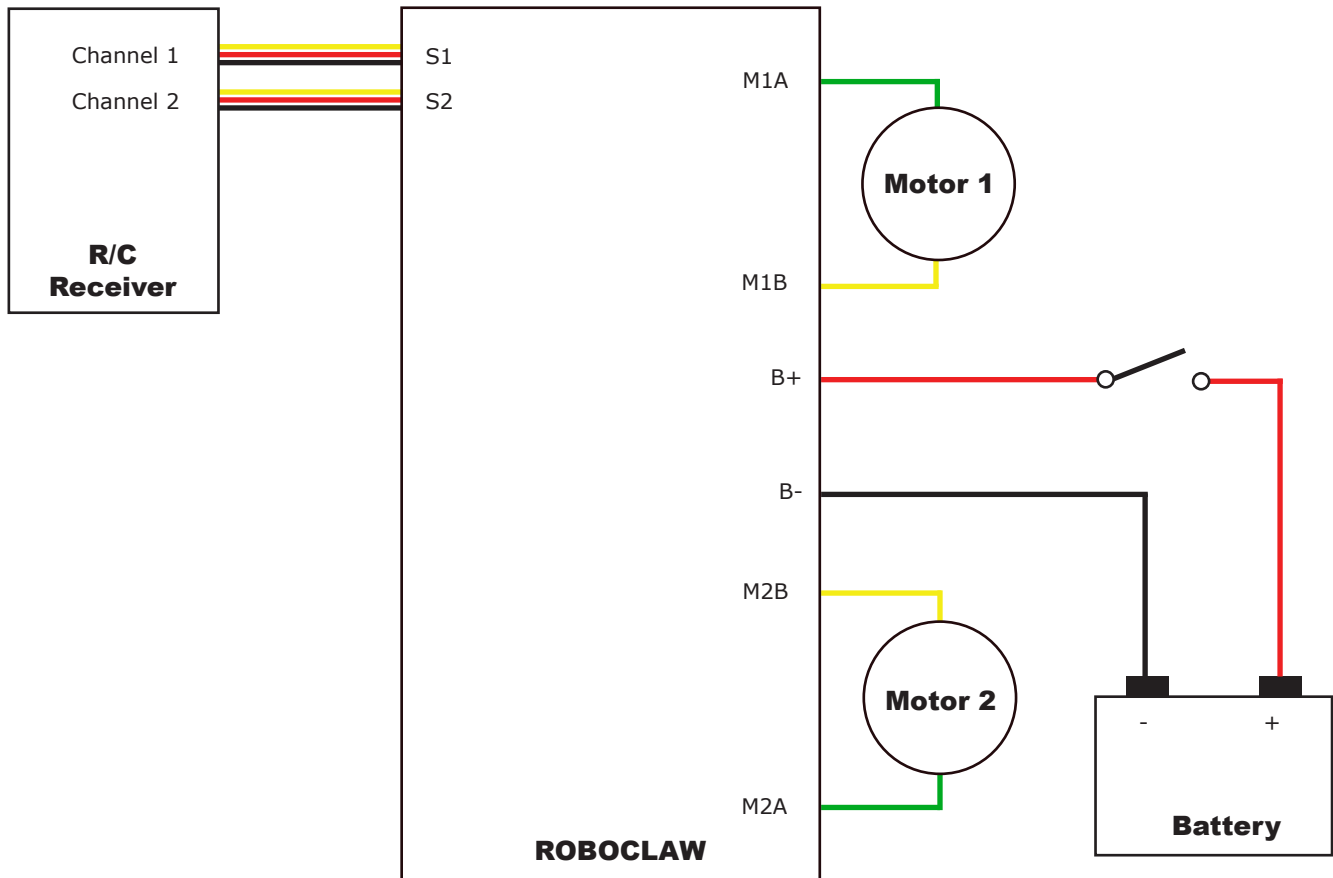 Channel 1
Channel 2
R/C
Receiver
S1
S2
ROBOCLAW
M1A
M1B
B+
B-
M2B
M2A
Motor 1
Motor 2
- +
Battery